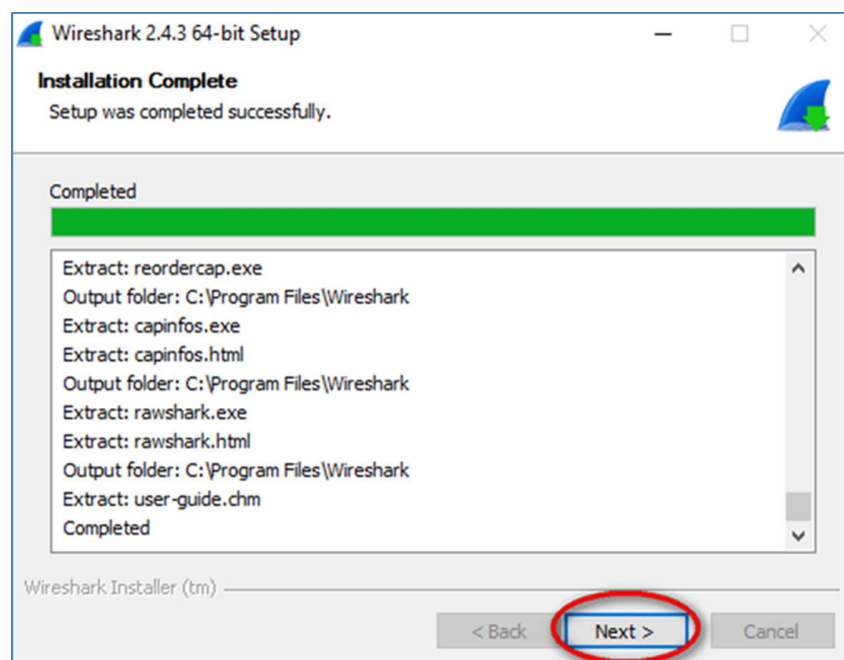 Wireshark 2.4.3 64-bit Setup
Installation Complete
Setup was completed successfully.
Completed
Extract: reordercap.exe
Output folder: C:\Program Files\Wireshark
Extract: capinfos.exe
Extract: capinfos.html
Output folder: C:\Program Files\Wireshark
Extract: rawshark.exe
Extract: rawshark.html
Output folder: C:\Program Files\Wireshark
Extract: user-guide.chm
Completed
Wireshark Installer (tm)
< Back Next > Cancel